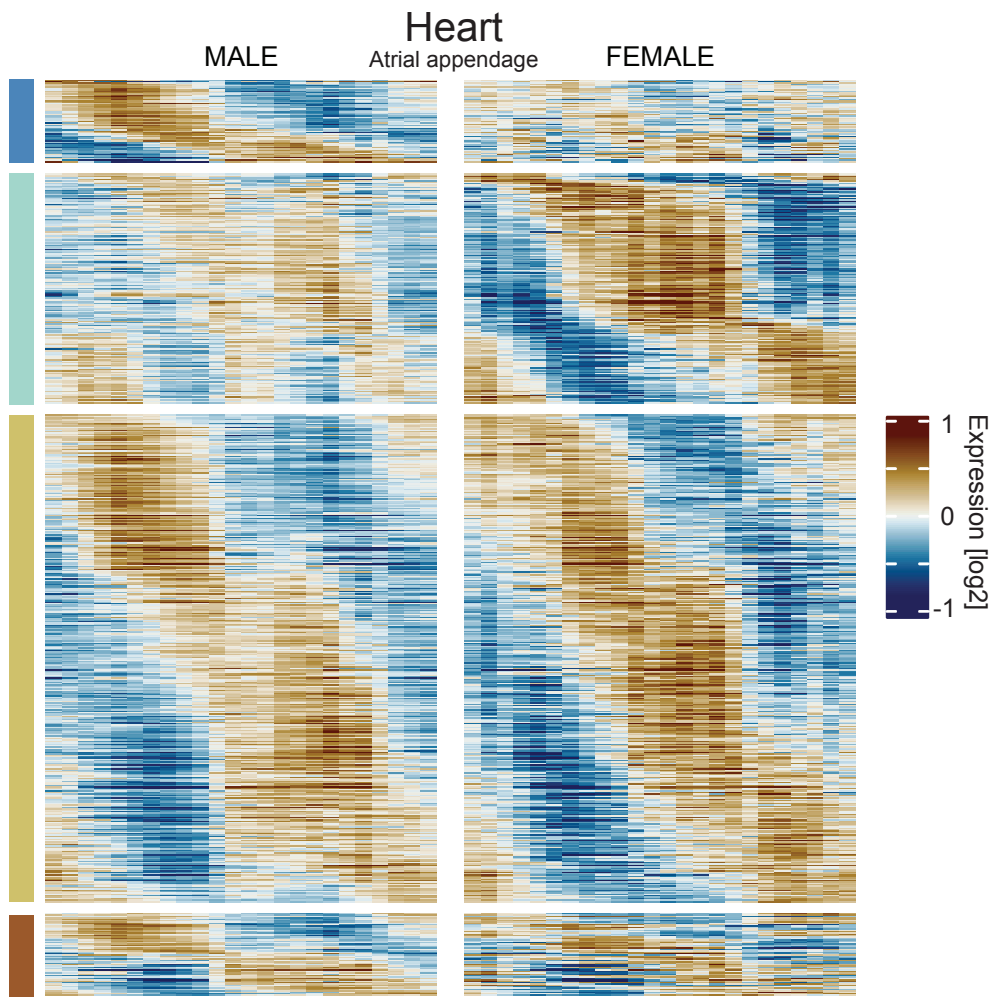 Heart
MALE
Atrial appendage
FEMALE
1
0
-1
Expression [log2]